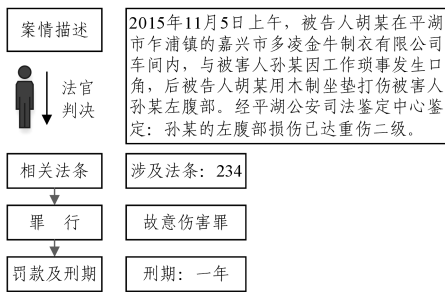 案情描述
2015年11月5日上午，被告人胡某在平湖
市乍浦镇的嘉兴市多凌金牛制衣有限公司
车间内，与被害人孙某因工作琐事发生口
角，后被告人胡某用木制坐垫打伤被害人
孙某左腹部。经平湖公安司法鉴定中心鉴
定：孙某的左腹部损伤已达重伤二级。
法官
判决
相关法条
涉及法条：234
罪 行
故意伤害罪
罚款及刑期
刑期：一年